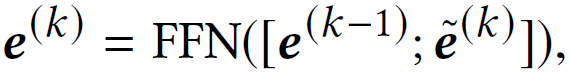 𝒆^{(k)} = FFN([𝒆^{(k−1)}; 𝒆̃^{(k)}]),